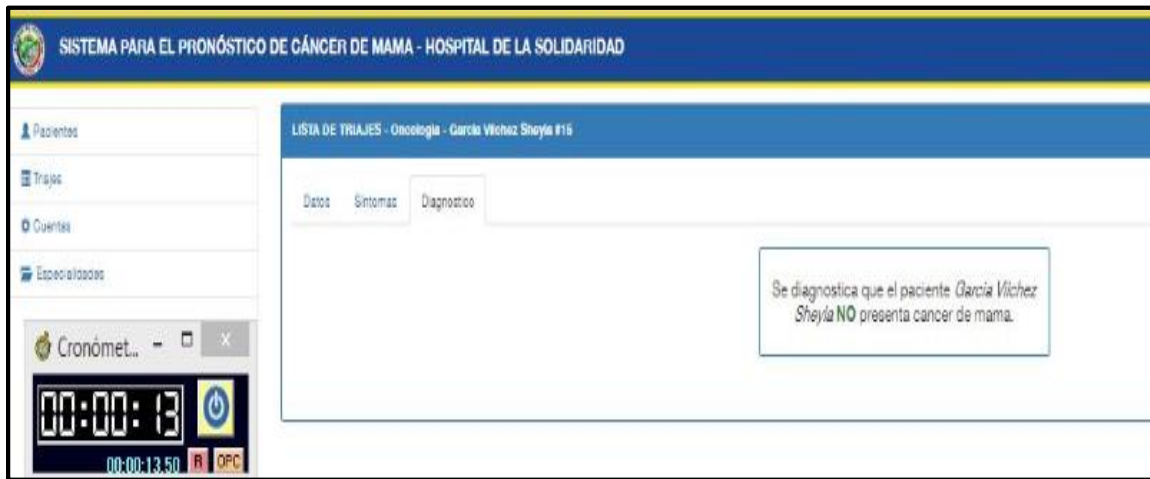 SISTEMA PARA EL PRONÓSTICO DE CÁNCER DE MAMA - HOSPITAL DE LA SOLIDARIDAD
Pacientes
Triajes
Cuentas
Especialidades
LISTA DE TRIAJES - Oncología - Garcia Vilchez Sheyla #16
Datos Sintomas Diagnostico
Se diagnostica que el paciente Garcia Vilchez
Sheyla NO presenta cancer de mama.
Cronómet...
00:00:13
00:00:13.50 R OPC